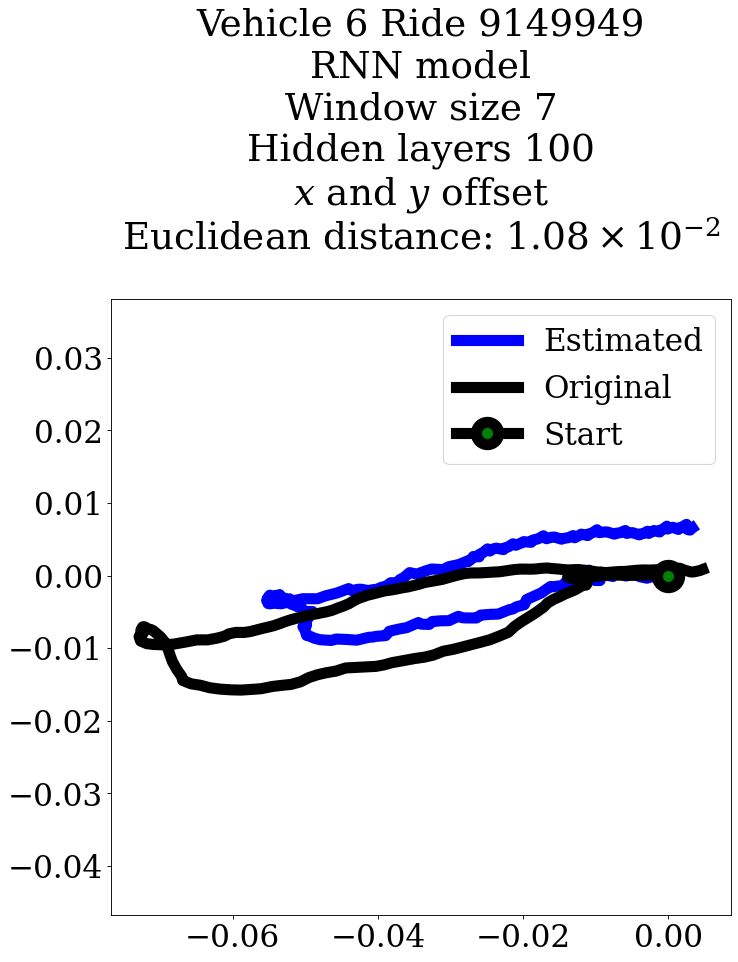 Vehicle 6 Ride 9149949
RNN model
Window size 7
Hidden layers 100
x and y offset
Euclidean distance: 1.08 × 10⁻²
Estimated
Original
Start
0.03
0.02
0.01
0.00
−0.01
−0.02
−0.03
−0.04
−0.06 −0.04 −0.02 0.00